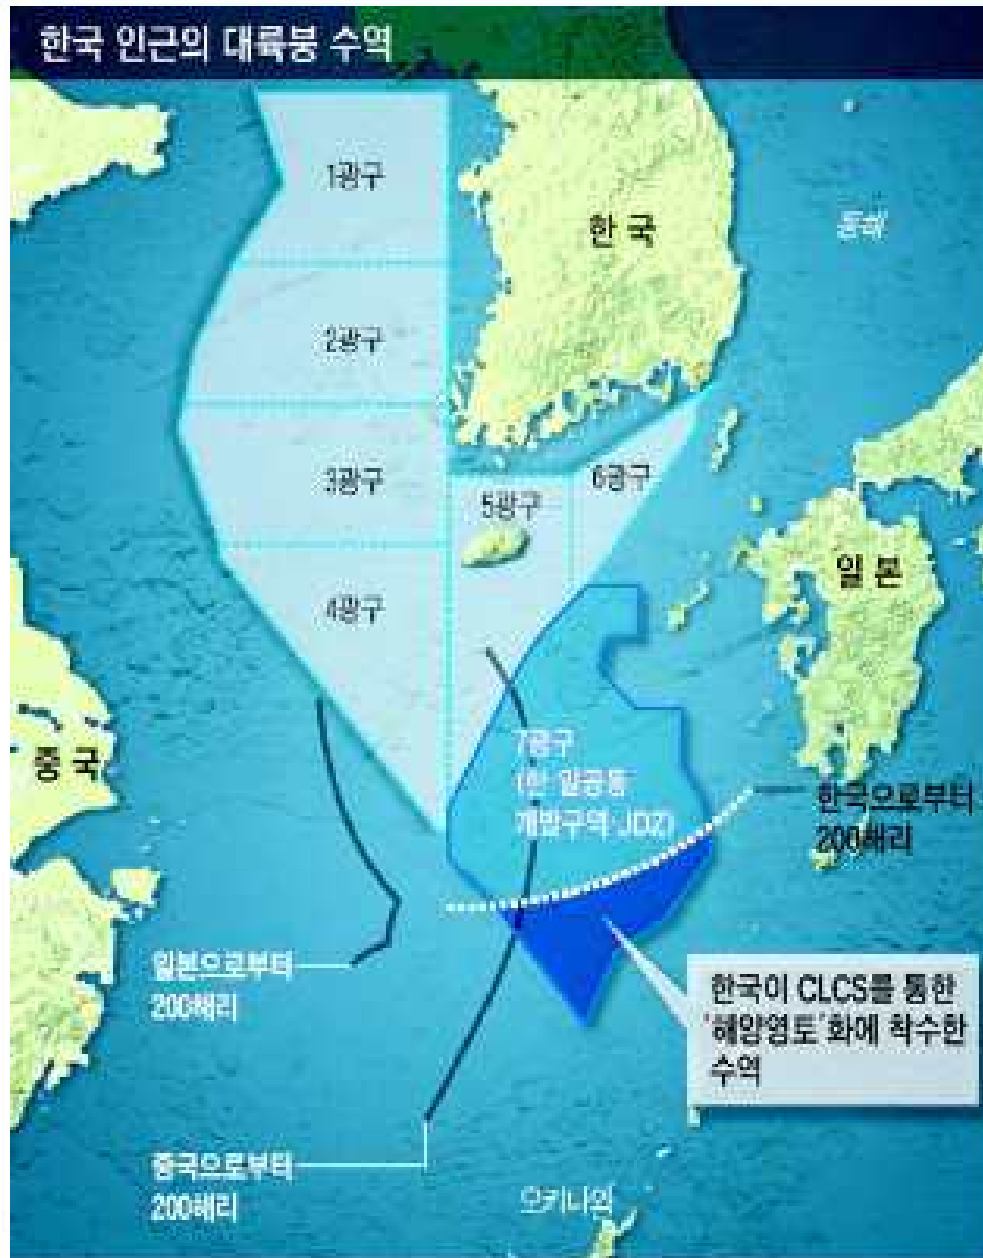 한국 인근의 대륙붕 수역
1광구
한국
동해
2광구
3광구
5광구
6광구
일본
4광구
중국
7광구
(한·일공동
개발구역·JDZ)
한국으로부터
200해리
일본으로부터
200해리
한국이 CLCS를 통한
'해양영토'화에 착수한
수역
중국으로부터
200해리
오키나와